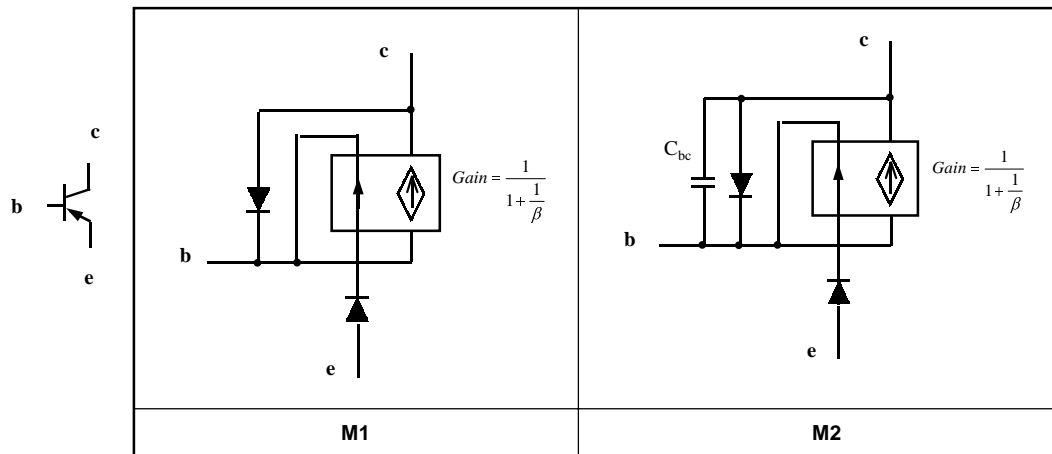 c
b
e
c
b
e
Gain = 1 / (1 + 1/β)
M1
c
C_bc
b
e
Gain = 1 / (1 + 1/β)
M2